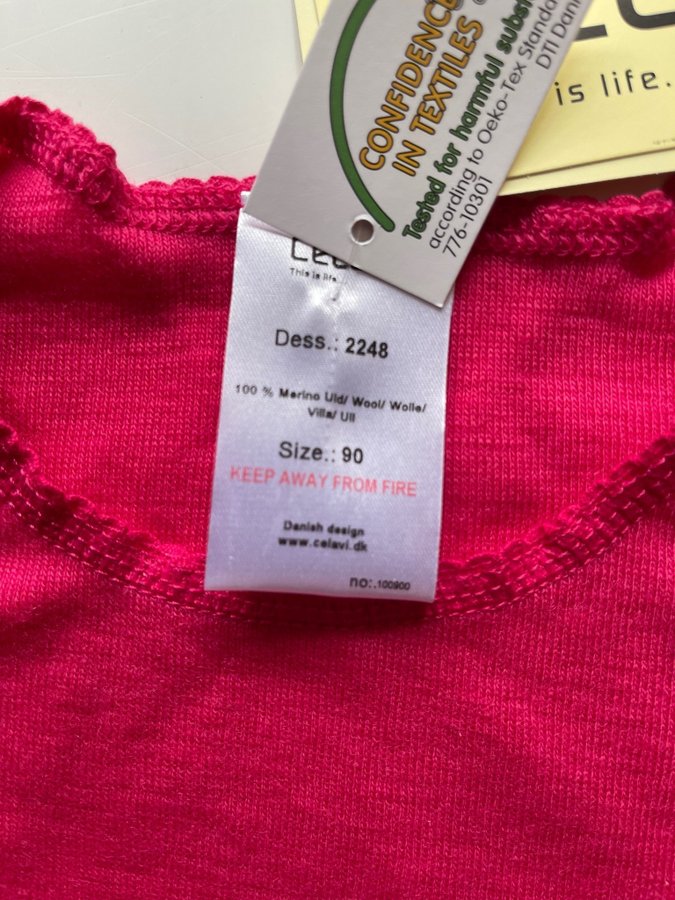 CONFIDENCE
IN TEXTILES
Tested for harmful subst
according to Oeko-Tex Standa
776-10301
DTI Dani
is life.
This is life...
Dess.: 2248
100 % Merino Uld/ Wool/ Wolle/
Villa/ Ull
Size.: 90
KEEP AWAY FROM FIRE
Danish design
www.celavi.dk
no:.100900